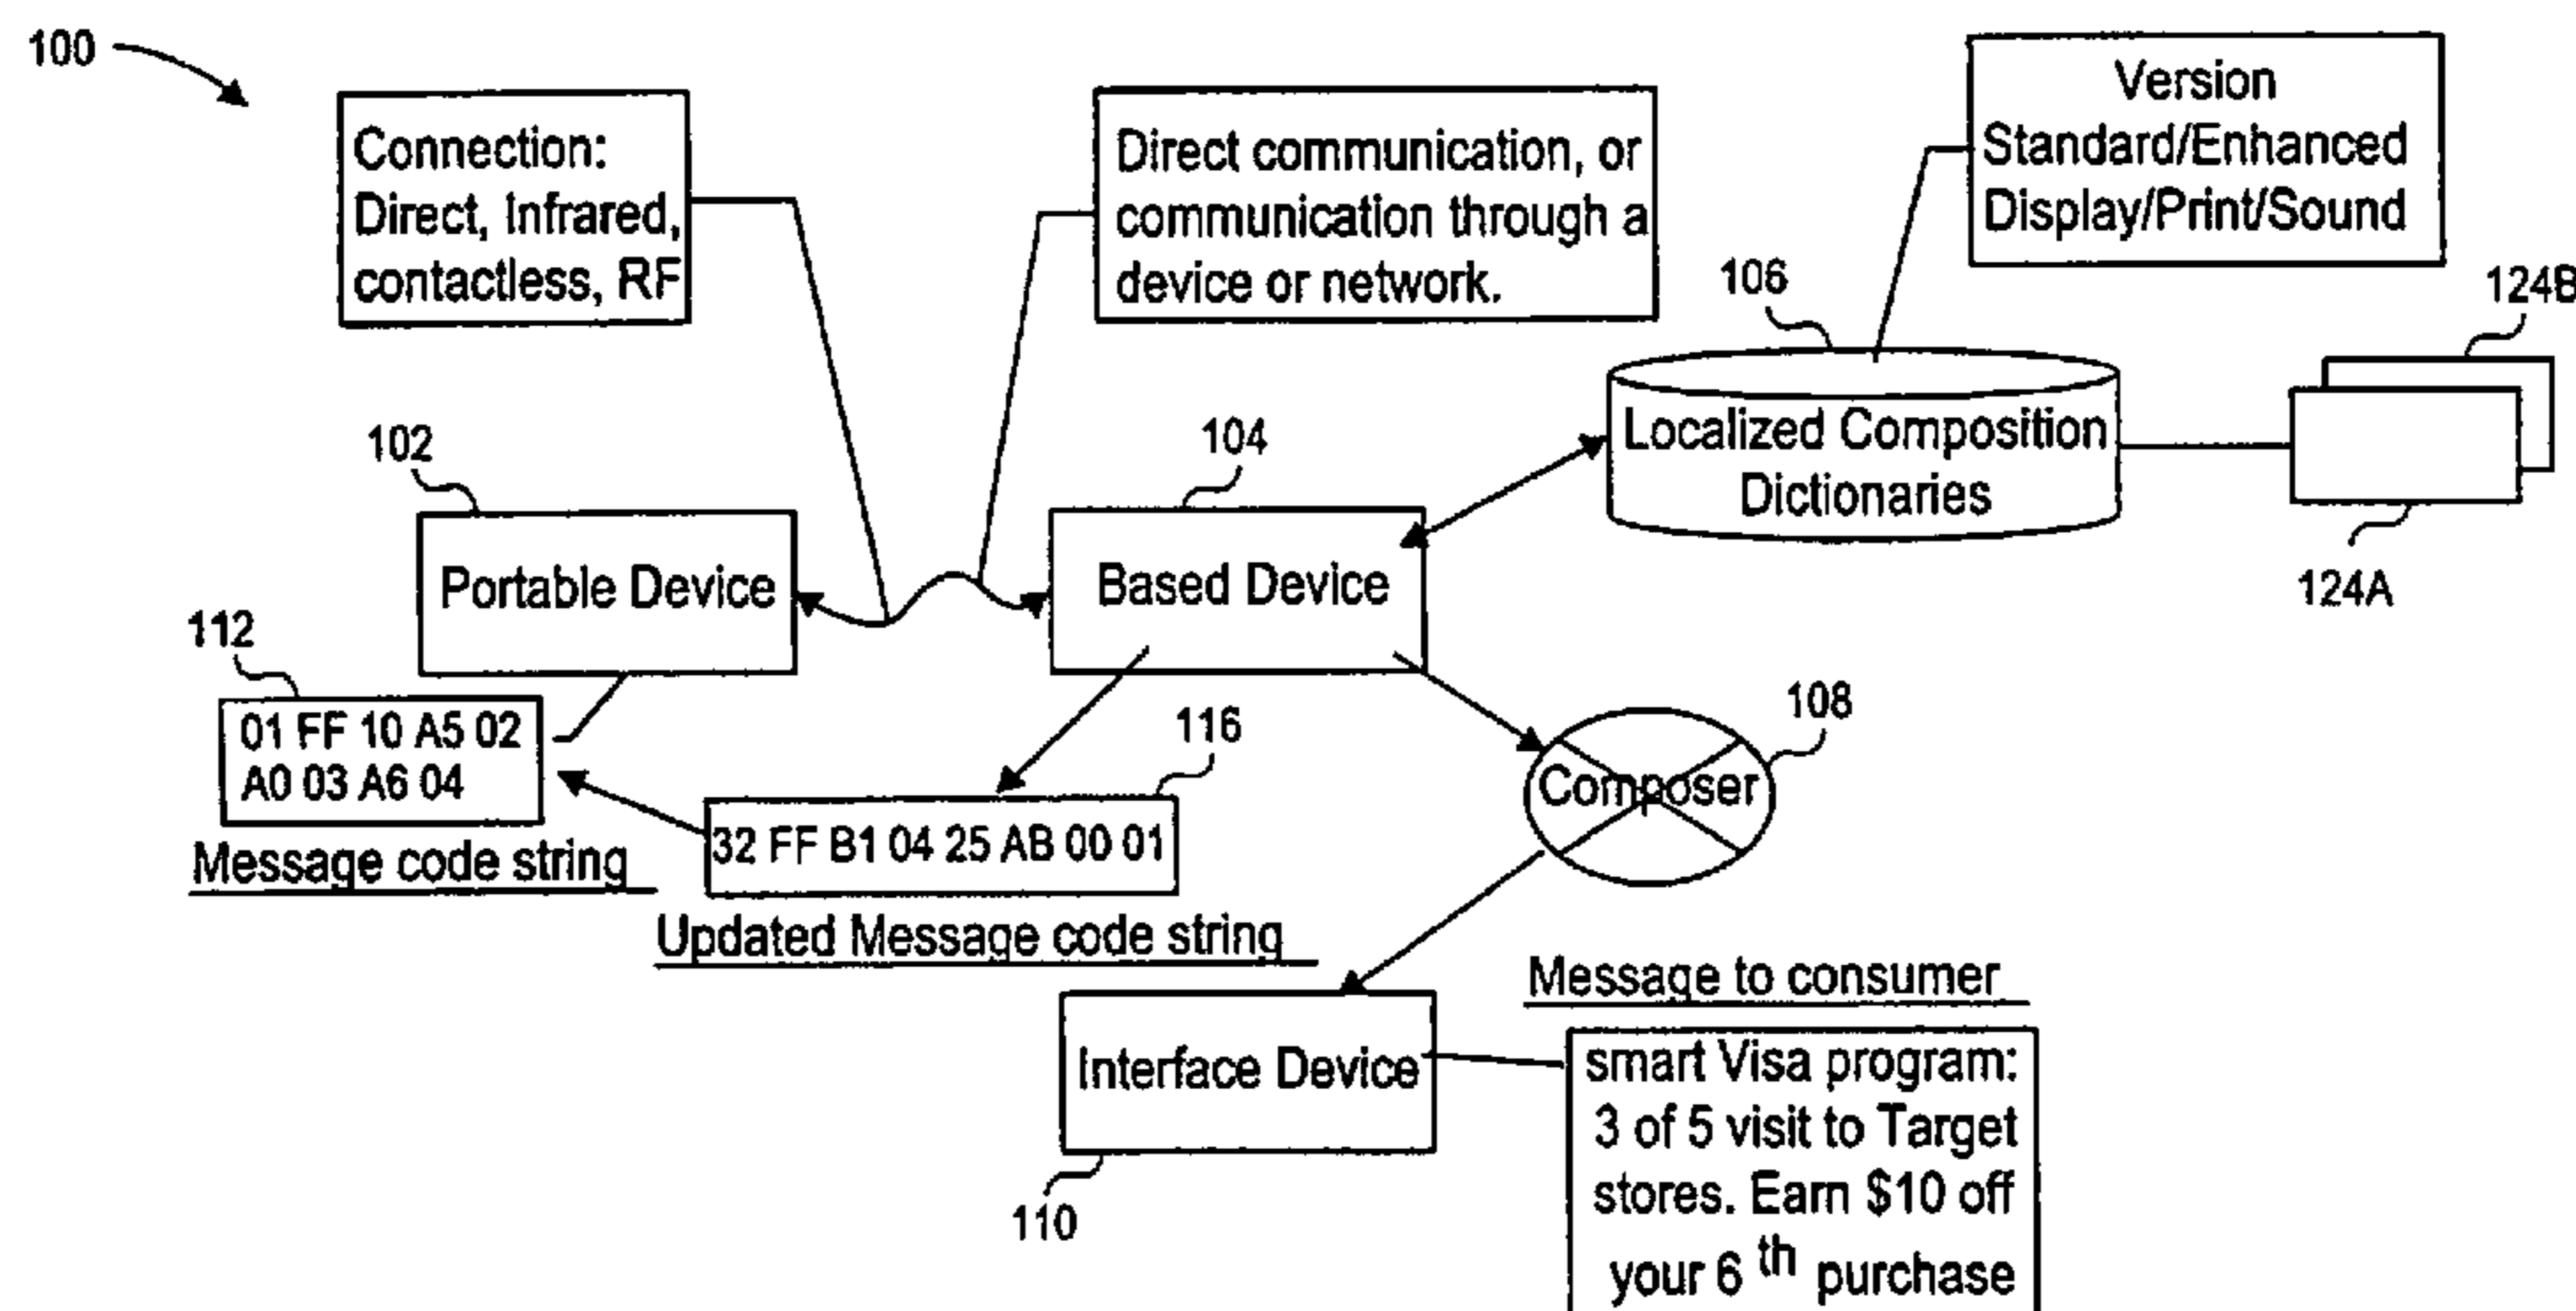 100
Connection:
Direct, Infrared,
contactless, RF
Direct communication, or
communication through a
device or network.
Version
Standard/Enhanced
Display/Print/Sound
106
124B
Localized Composition
Dictionaries
124A
102
Portable Device
104
Based Device
112
01 FF 10 A5 02
A0 03 A6 04
Message code string
116
32 FF B1 04 25 AB 00 01
Updated Message code string
108
Composer
Interface Device
110
Message to consumer
smart Visa program:
3 of 5 visit to Target
stores. Earn $10 off
your 6 th purchase